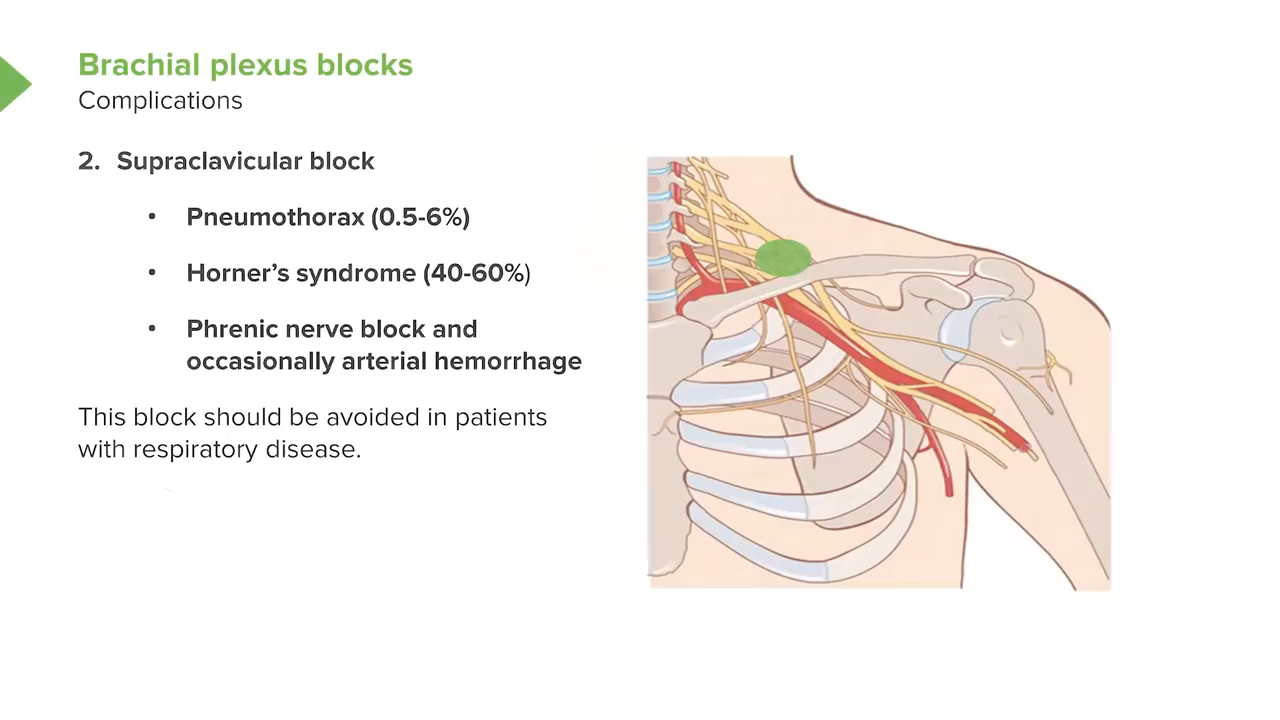 Brachial plexus blocks
Complications
2. Supraclavicular block
• Pneumothorax (0.5-6%)
• Horner’s syndrome (40-60%)
• Phrenic nerve block and
occasionally arterial hemorrhage
This block should be avoided in patients
with respiratory disease.